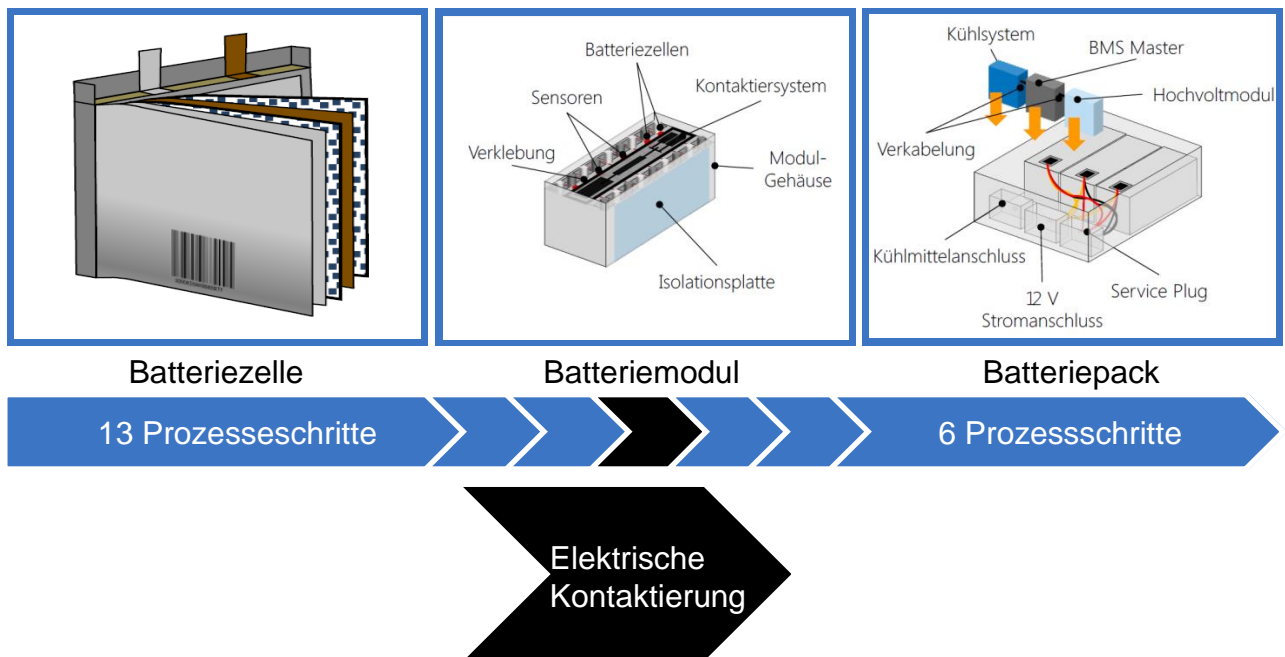 Batteriezellen
Kontaktiersystem
Sensoren
Verklebung
Modul-
Gehäuse
Isolationsplatte
Kühlsystem
BMS Master
Hochvoltmodul
Verkabelung
Kühlmittelanschluss
12 V
Stromanschluss
Service Plug
Batteriezelle
Batteriemodul
Batteriepack
13 Prozesseschritte
6 Prozessschritte
Elektrische
Kontaktierung